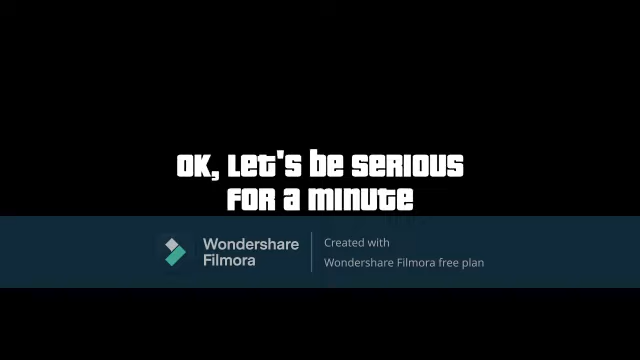 OK, Let's be serious
for a minute
Wondershare
Filmora
Created with
Wondershare Filmora free plan